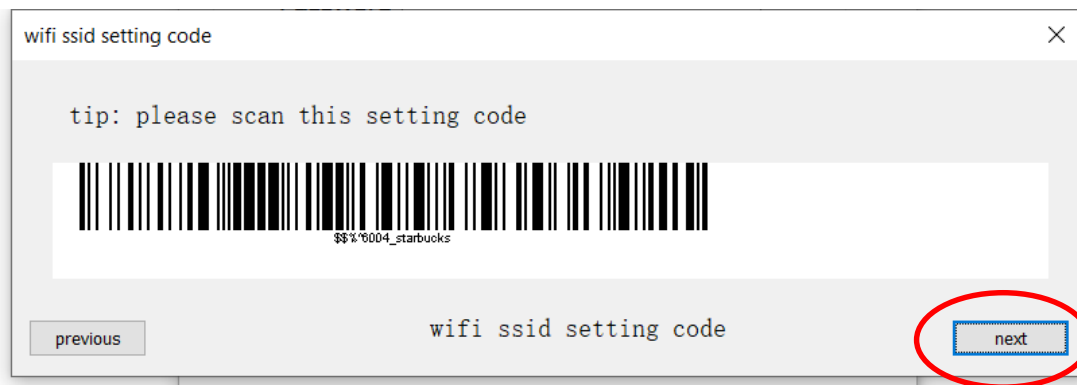 wifi ssid setting code
tip: please scan this setting code
$$%^6004_starbucks
wifi ssid setting code
previous
next